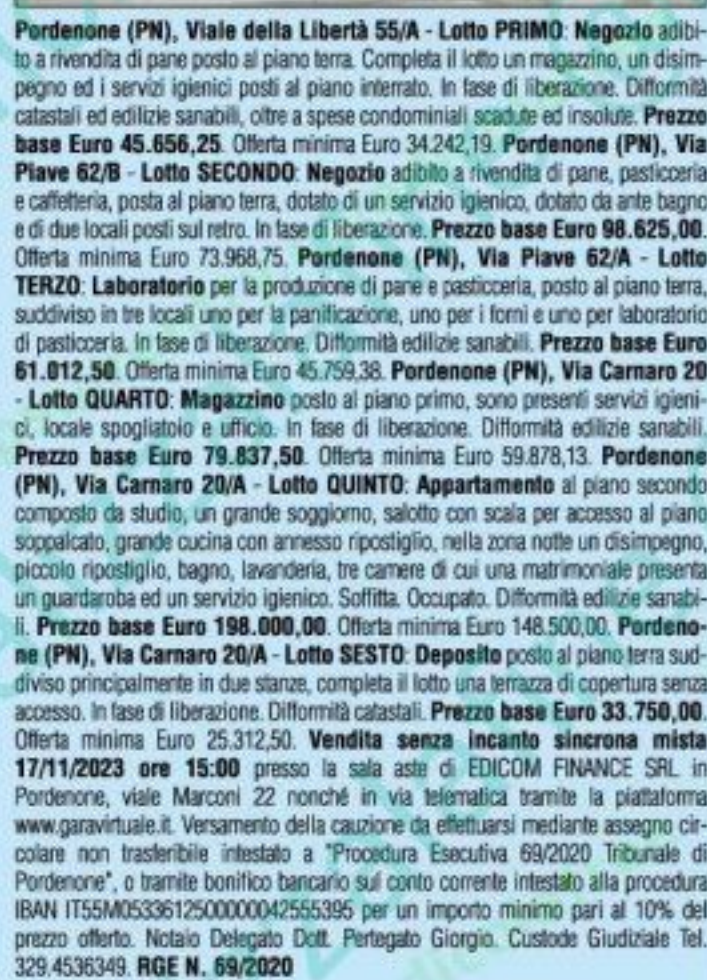 Pordenone (PN), Viale della Libertà 55/A - Lotto PRIMO: Negozio adibi-
to a rivendita di pane posto al piano terra. Completa il lotto un magazzino, un disim-
pegno ed i servizi igienici posti al piano interrato. In fase di liberazione. Difformità
catastali ed edilizie sanabili, oltre a spese condominiali scadute ed insolute. Prezzo
base Euro 45.656,25. Offerta minima Euro 34.242,19. Pordenone (PN), Via
Piave 62/B - Lotto SECONDO: Negozio adibito a rivendita di pane, pasticceria
e caffetteria, posta al piano terra, dotato di un servizio igienico, dotato da ante bagno
e di due locali posti sul retro. In fase di liberazione. Prezzo base Euro 98.625,00.
Offerta minima Euro 73.968,75. Pordenone (PN), Via Piave 62/A - Lotto
TERZO: Laboratorio per la produzione di pane e pasticceria, posto al piano terra,
suddiviso in tre locali uno per la panificazione, uno per i forni e uno per laboratorio
di pasticceria. In fase di liberazione. Difformità edilizie sanabili. Prezzo base Euro
61.012,50. Offerta minima Euro 45.759,38. Pordenone (PN), Via Carnaro 20
- Lotto QUARTO: Magazzino posto al piano primo, sono presenti servizi igieni-
ci, locale spogliatoio e ufficio. In fase di liberazione. Difformità edilizie sanabili.
Prezzo base Euro 79.837,50. Offerta minima Euro 59.878,13. Pordenone
(PN), Via Carnaro 20/A - Lotto QUINTO: Appartamento al piano secondo
composto da studio, un grande soggiorno, salotto con scala per accesso al piano
soppalcato, grande cucina con annesso ripostiglio, nella zona notte un disimpegno,
piccolo ripostiglio, bagno, lavanderia, tre camere di cui una matrimoniale presenta
un guardaroba ed un servizio igienico. Soffitta. Occupato. Difformità edilizie sanabi-
li. Prezzo base Euro 198.000,00. Offerta minima Euro 148.500,00. Pordeno-
ne (PN), Via Carnaro 20/A - Lotto SESTO: Deposito posto al piano terra sud-
diviso principalmente in due stanze, completa il lotto una terrazza di copertura senza
accesso. In fase di liberazione. Difformità catastali. Prezzo base Euro 33.750,00.
Offerta minima Euro 25.312,50. Vendita senza incanto sincrona mista
17/11/2023 ore 15:00 presso la sala aste di EDICOM FINANCE SRL in
Pordenone, viale Marconi 22 nonché in via telematica tramite la piattaforma
www.garavirtuale.it. Versamento della cauzione da effettuarsi mediante assegno cir-
colare non trasferibile intestato a "Procedura Esecutiva 69/2020 Tribunale di
Pordenone", o tramite bonifico bancario sul conto corrente intestato alla procedura
IBAN IT55M0533612500000042555395 per un importo minimo pari al 10% del
prezzo offerto. Notaio Delegato Dott. Pertegato Giorgio. Custode Giudiziale Tel.
329.4536349. RGE N. 69/2020